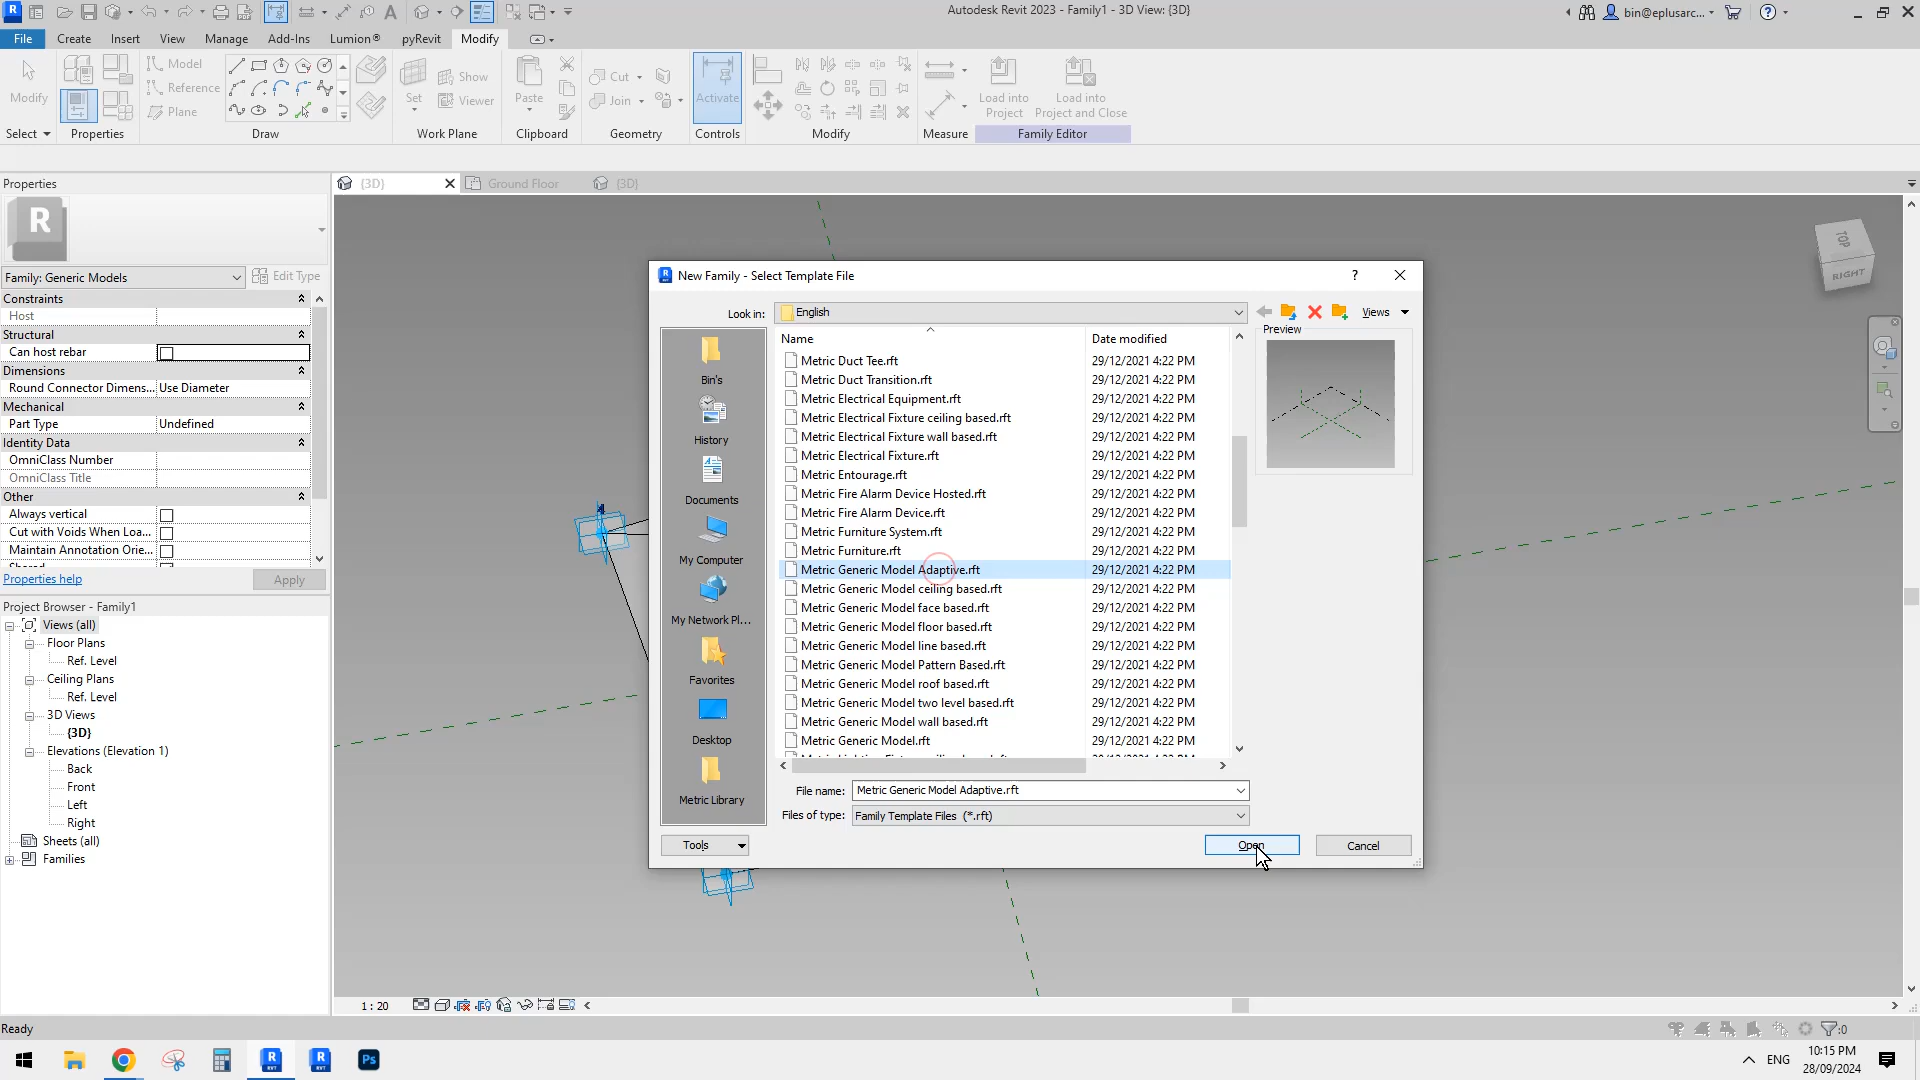 Autodesk Revit 2023 - Family1 - 3D View: {3D}
bin@eplusarc...
File Create Insert View Manage Add-Ins Lumion® pyRevit Modify
Modify
Select
Properties
Model
Reference
Plane
Draw
Set
Show
Viewer
Work Plane
Paste
Clipboard
Cut
Join
Geometry
Activate
Controls
Modify
Measure
Load into
Project
Load into
Project and Close
Family Editor
Properties
{3D}
Ground Floor
{3D}
R
Family: Generic Models
Edit Type
Constraints
Host
Structural
Can host rebar
Dimensions
Round Connector Dimens... Use Diameter
Mechanical
Part Type Undefined
Identity Data
OmniClass Number
OmniClass Title
Other
Always vertical
Cut with Voids When Loa...
Maintain Annotation Orie...
Properties help
Apply
Project Browser - Family1
Views (all)
Floor Plans
Ref. Level
Ceiling Plans
Ref. Level
3D Views
{3D}
Elevations (Elevation 1)
Back
Front
Left
Right
Sheets (all)
Families
TOP
RIGHT
New Family - Select Template File
?
Look in: English
Views
Preview
Bin's
History
Documents
My Computer
My Network Pl...
Favorites
Desktop
Metric Library
Name Date modified
Metric Duct Tee.rft 29/12/2021 4:22 PM
Metric Duct Transition.rft 29/12/2021 4:22 PM
Metric Electrical Equipment.rft 29/12/2021 4:22 PM
Metric Electrical Fixture ceiling based.rft 29/12/2021 4:22 PM
Metric Electrical Fixture wall based.rft 29/12/2021 4:22 PM
Metric Electrical Fixture.rft 29/12/2021 4:22 PM
Metric Entourage.rft 29/12/2021 4:22 PM
Metric Fire Alarm Device Hosted.rft 29/12/2021 4:22 PM
Metric Fire Alarm Device.rft 29/12/2021 4:22 PM
Metric Furniture System.rft 29/12/2021 4:22 PM
Metric Furniture.rft 29/12/2021 4:22 PM
Metric Generic Model Adaptive.rft 29/12/2021 4:22 PM
Metric Generic Model ceiling based.rft 29/12/2021 4:22 PM
Metric Generic Model face based.rft 29/12/2021 4:22 PM
Metric Generic Model floor based.rft 29/12/2021 4:22 PM
Metric Generic Model line based.rft 29/12/2021 4:22 PM
Metric Generic Model Pattern Based.rft 29/12/2021 4:22 PM
Metric Generic Model roof based.rft 29/12/2021 4:22 PM
Metric Generic Model two level based.rft 29/12/2021 4:22 PM
Metric Generic Model wall based.rft 29/12/2021 4:22 PM
Metric Generic Model.rft 29/12/2021 4:22 PM
File name: Metric Generic Model Adaptive.rft
Files of type: Family Template Files (*.rft)
Tools
Open
Cancel
1 : 20
Ready
:0
R
RVT
R
RVT
Ps
ENG
10:15 PM
28/09/2024